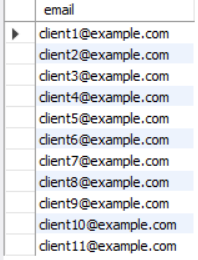 email
client1@example.com
client2@example.com
client3@example.com
client4@example.com
client5@example.com
client6@example.com
client7@example.com
client8@example.com
client9@example.com
client10@example.com
client11@example.com